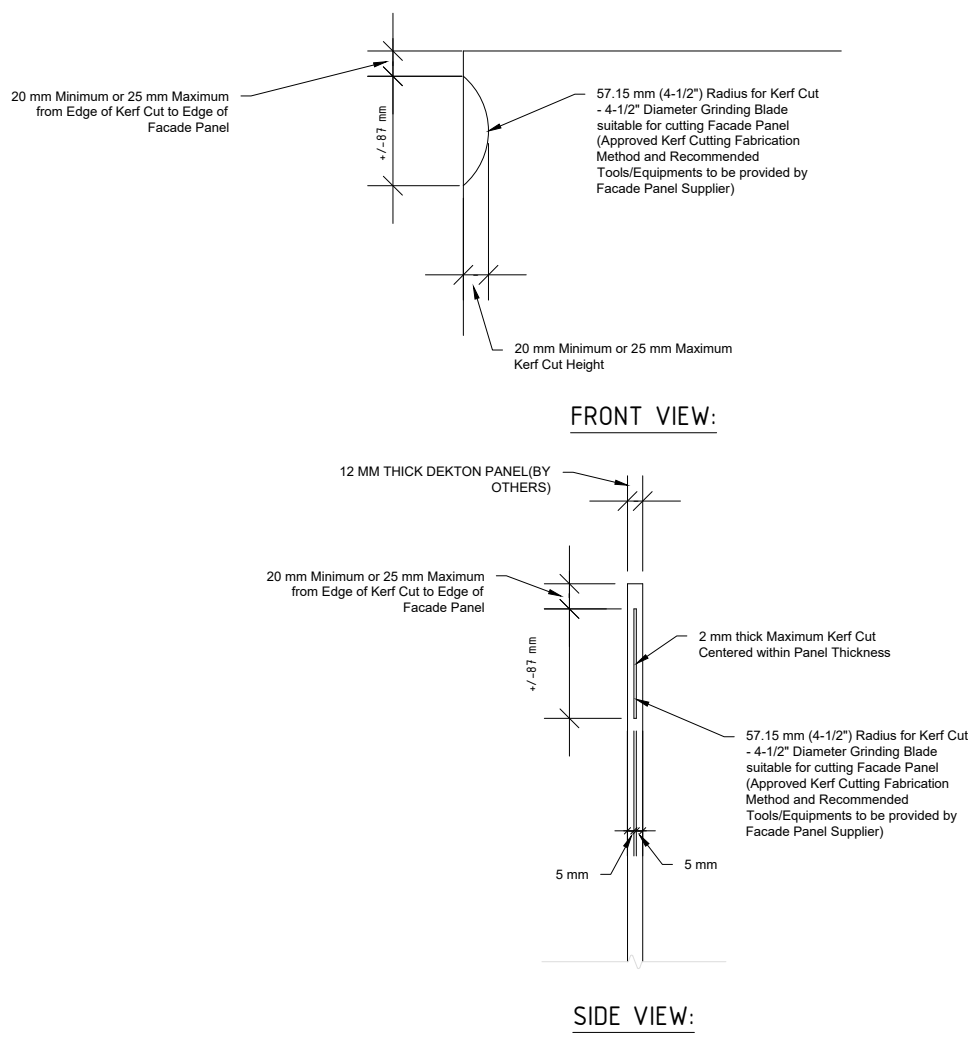 20 mm Minimum or 25 mm Maximum
from Edge of Kerf Cut to Edge of
Facade Panel
+/-87 mm
57.15 mm (4-1/2") Radius for Kerf Cut
- 4-1/2" Diameter Grinding Blade
suitable for cutting Facade Panel
(Approved Kerf Cutting Fabrication
Method and Recommended
Tools/Equipments to be provided by
Facade Panel Supplier)
20 mm Minimum or 25 mm Maximum
Kerf Cut Height
FRONT VIEW:
12 MM THICK DEKTON PANEL(BY
OTHERS)
20 mm Minimum or 25 mm Maximum
from Edge of Kerf Cut to Edge of
Facade Panel
+/-87 mm
2 mm thick Maximum Kerf Cut
Centered within Panel Thickness
57.15 mm (4-1/2") Radius for Kerf Cut
- 4-1/2" Diameter Grinding Blade
suitable for cutting Facade Panel
(Approved Kerf Cutting Fabrication
Method and Recommended
Tools/Equipments to be provided by
Facade Panel Supplier)
5 mm
5 mm
SIDE VIEW: